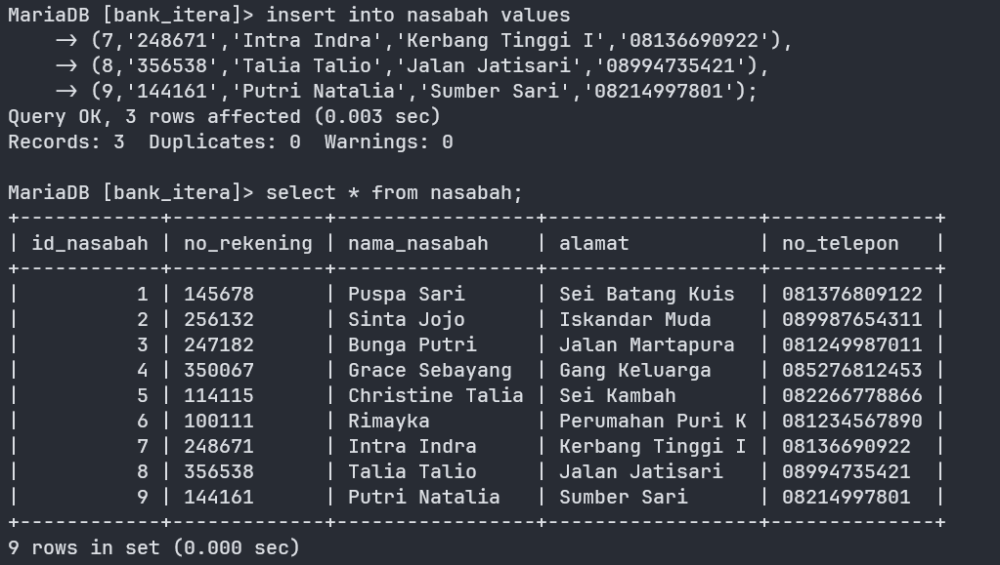 MariaDB [bank_itera]> insert into nasabah values
    -> (7,'248671','Intra Indra','Kerbang Tinggi I','08136690922'),
    -> (8,'356538','Talia Talio','Jalan Jatisari','08994735421'),
    -> (9,'144161','Putri Natalia','Sumber Sari','08214997801');
Query OK, 3 rows affected (0.003 sec)
Records: 3  Duplicates: 0  Warnings: 0

MariaDB [bank_itera]> select * from nasabah;
+------------+-------------+-----------------+------------------+--------------+
| id_nasabah | no_rekening | nama_nasabah    | alamat           | no_telepon   |
+------------+-------------+-----------------+------------------+--------------+
|          1 | 145678      | Puspa Sari      | Sei Batang Kuis  | 081376809122 |
|          2 | 256132      | Sinta Jojo      | Iskandar Muda    | 089987654311 |
|          3 | 247182      | Bunga Putri     | Jalan Martapura  | 081249987011 |
|          4 | 350067      | Grace Sebayang  | Gang Keluarga    | 085276812453 |
|          5 | 114115      | Christine Talia | Sei Kambah       | 082266778866 |
|          6 | 100111      | Rimayka         | Perumahan Puri K | 081234567890 |
|          7 | 248671      | Intra Indra     | Kerbang Tinggi I | 08136690922  |
|          8 | 356538      | Talia Talio     | Jalan Jatisari   | 08994735421  |
|          9 | 144161      | Putri Natalia   | Sumber Sari      | 08214997801  |
+------------+-------------+-----------------+------------------+--------------+
9 rows in set (0.000 sec)